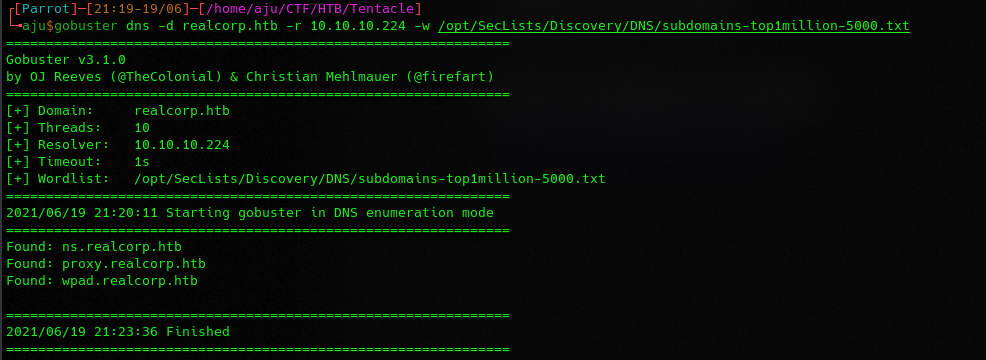 ┌[Parrot]─[21:19-19/06]─[/home/aju/CTF/HTB/Tentacle]
└╼aju$gobuster dns -d realcorp.htb -r 10.10.10.224 -w /opt/SecLists/Discovery/DNS/subdomains-top1million-5000.txt
===============================================================
Gobuster v3.1.0
by OJ Reeves (@TheColonial) & Christian Mehlmauer (@firefart)
===============================================================
[+] Domain:     realcorp.htb
[+] Threads:    10
[+] Resolver:   10.10.10.224
[+] Timeout:    1s
[+] Wordlist:   /opt/SecLists/Discovery/DNS/subdomains-top1million-5000.txt
===============================================================
2021/06/19 21:20:11 Starting gobuster in DNS enumeration mode
===============================================================
Found: ns.realcorp.htb
Found: proxy.realcorp.htb
Found: wpad.realcorp.htb

===============================================================
2021/06/19 21:23:36 Finished
===============================================================